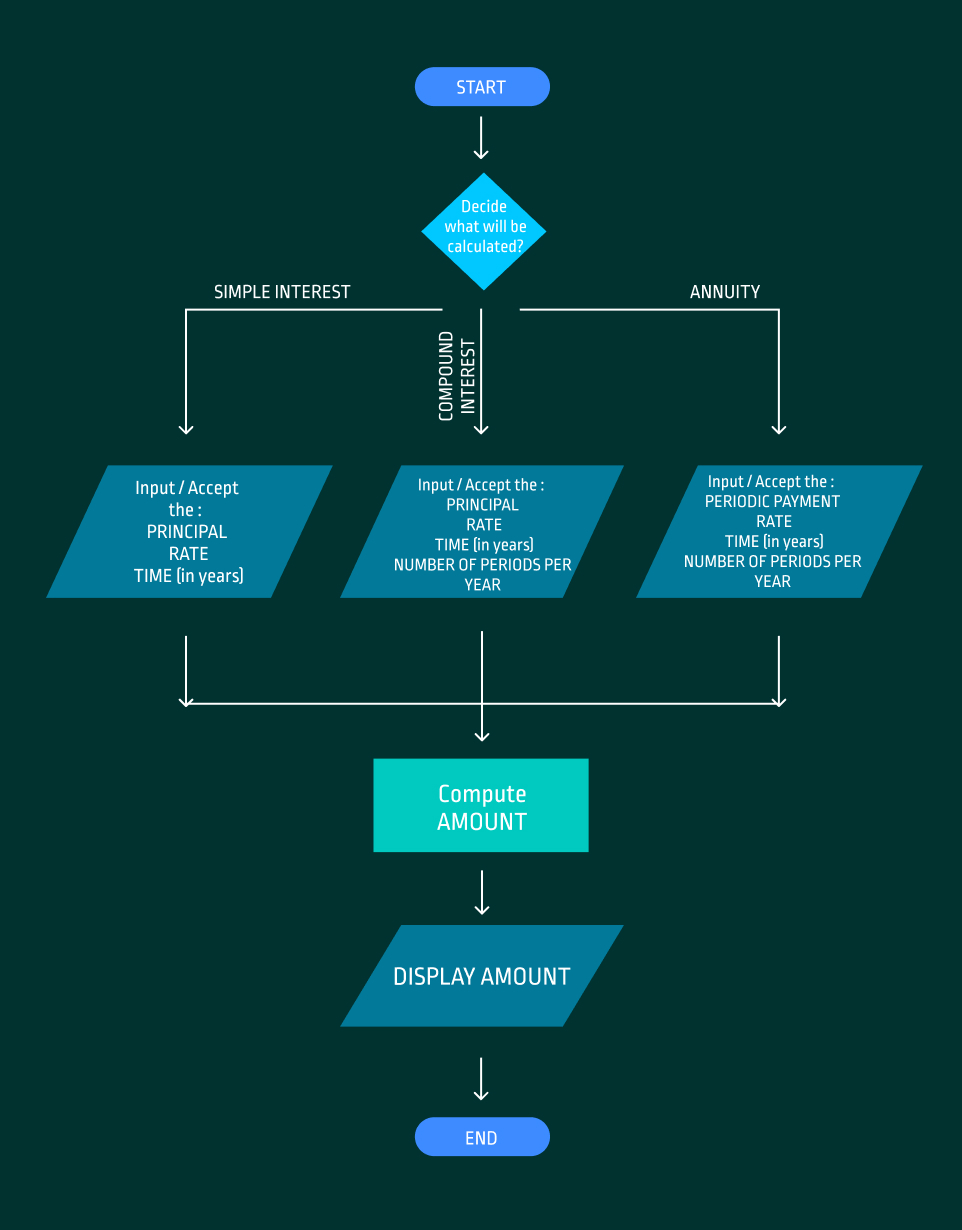 START
Decide
what will be
calculated?
SIMPLE INTEREST
COMPOUND
INTEREST
ANNUITY
Input / Accept
the :
PRINCIPAL
RATE
TIME (in years)
Input / Accept the :
PRINCIPAL
RATE
TIME (in years)
NUMBER OF PERIODS PER
YEAR
Input / Accept the :
PERIODIC PAYMENT
RATE
TIME (in years)
NUMBER OF PERIODS PER
YEAR
Compute
AMOUNT
DISPLAY AMOUNT
END